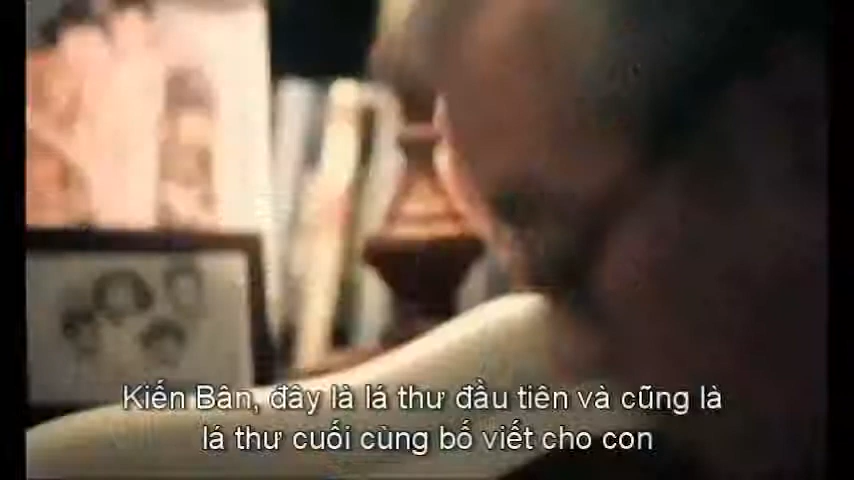 Kiến Bân, đây là lá thư đầu tiên và cũng là
lá thư cuối cùng bố viết cho con